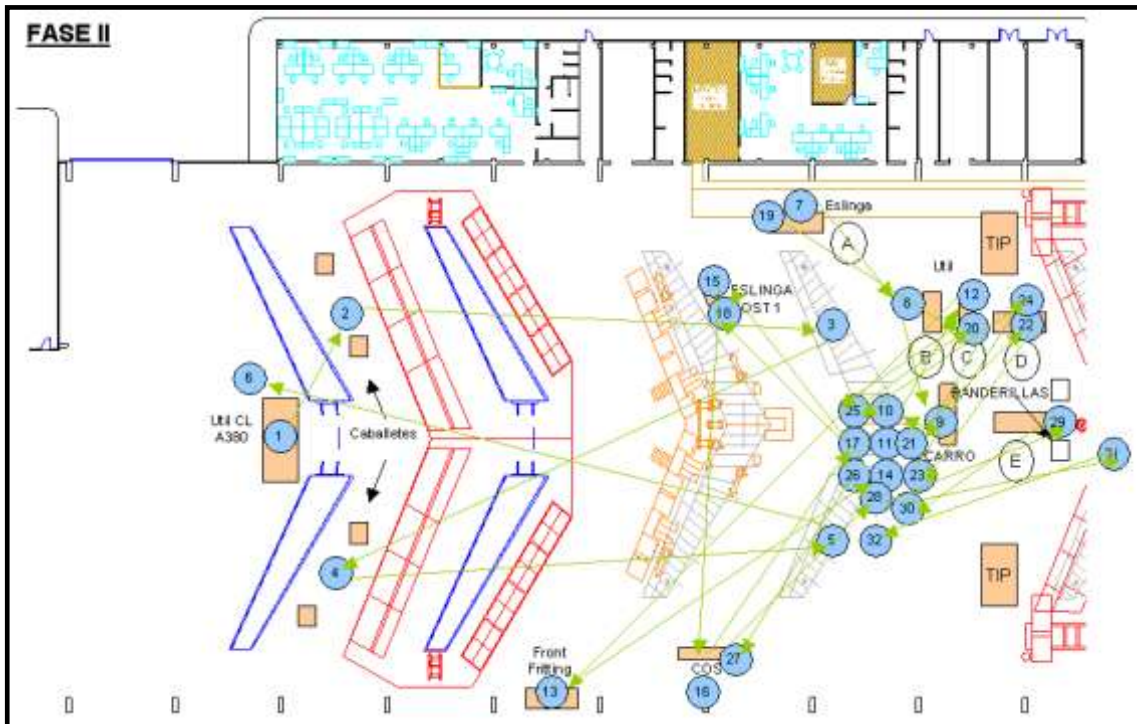 FASE II
7
Eslinga
19
A
TIP
Util
15
ESLINGA
12
24
8
OST 1
2
18
3
20
22
B
C
D
6
BANDERILLAS
25
10
9
29
Util CL
A380
1
Caballetes
17
11
21
CARRO
E
31
26
14
23
28
30
5
32
4
TIP
Front
Fritting
27
COS
13
16